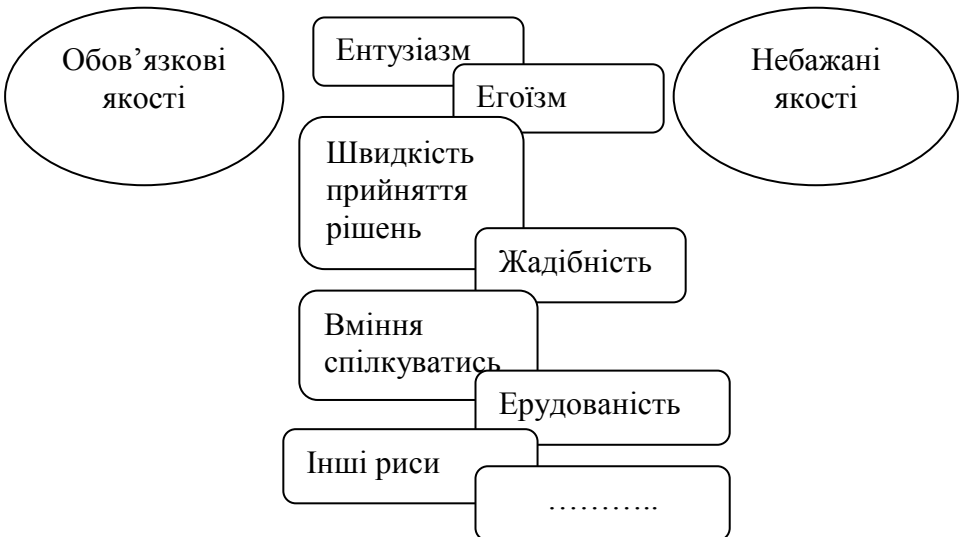 Обов’язкові
якості
Ентузіазм
Егоїзм
Небажані
якості
Швидкість
прийняття
рішень
Жадібність
Вміння
спілкуватись
Ерудованість
Інші риси
………..